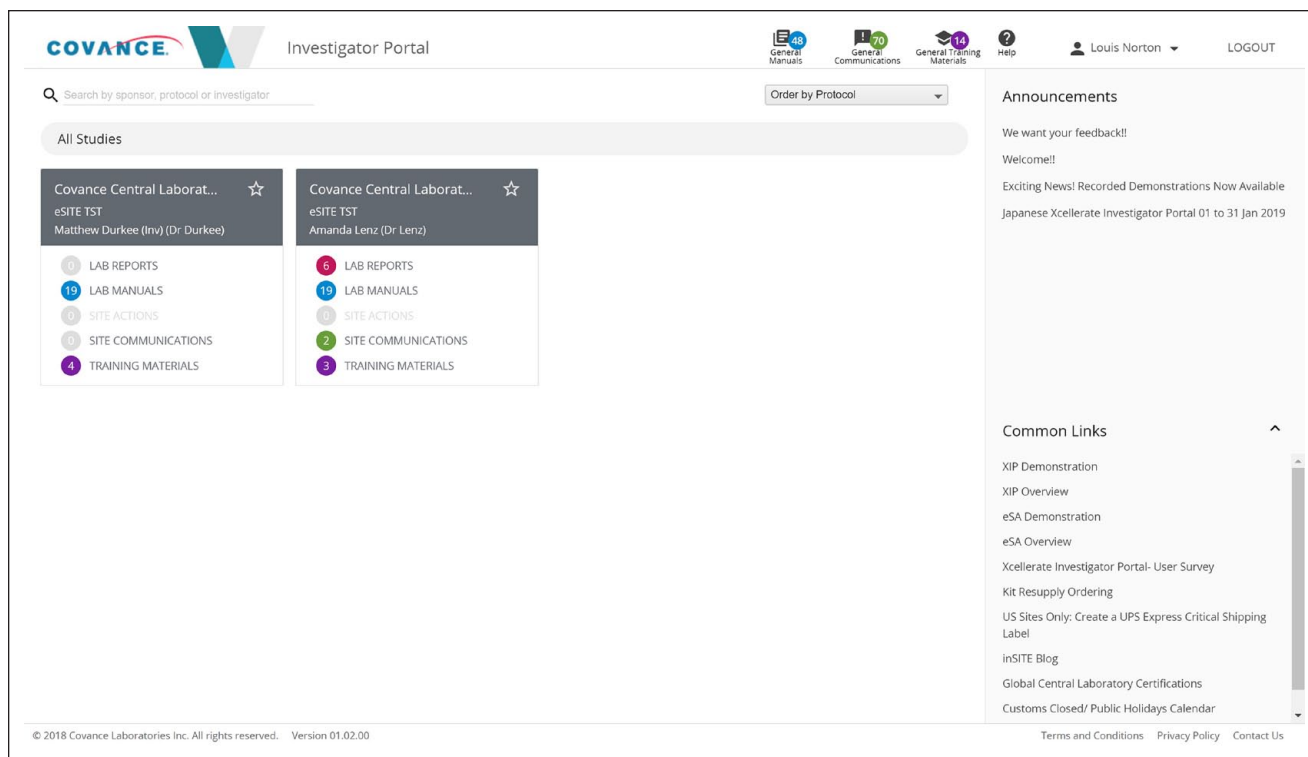 COVANCE.
Investigator Portal
48
General
Manuals
70
General
Communications
14
General Training
Materials
?
Help
Louis Norton
LOGOUT
Search by sponsor, protocol or investigator
Order by Protocol
All Studies
Covance Central Laborat...
eSITE TST
Matthew Durkee (Inv) (Dr Durkee)
0 LAB REPORTS
19 LAB MANUALS
0 SITE ACTIONS
0 SITE COMMUNICATIONS
4 TRAINING MATERIALS
Covance Central Laborat...
eSITE TST
Amanda Lenz (Dr Lenz)
6 LAB REPORTS
19 LAB MANUALS
0 SITE ACTIONS
2 SITE COMMUNICATIONS
3 TRAINING MATERIALS
Announcements
We want your feedback!!
Welcome!!
Exciting News! Recorded Demonstrations Now Available
Japanese Xcellerate Investigator Portal 01 to 31 Jan 2019
Common Links
XIP Demonstration
XIP Overview
eSA Demonstration
eSA Overview
Xcellerate Investigator Portal- User Survey
Kit Resupply Ordering
US Sites Only: Create a UPS Express Critical Shipping
Label
inSITE Blog
Global Central Laboratory Certifications
Customs Closed/ Public Holidays Calendar
© 2018 Covance Laboratories Inc. All rights reserved. Version 01.02.00
Terms and Conditions Privacy Policy Contact Us